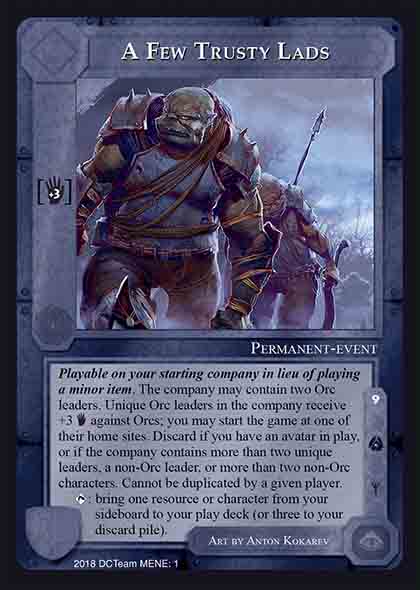 A Few Trusty Lads
[+3]
Permanent-event
Playable on your starting company in lieu of playing
a minor item. The company may contain two Orc
leaders. Unique Orc leaders in the company receive
+3 against Orcs; you may start the game at one of
their home sites. Discard if you have an avatar in play,
or if the company contains more than two unique
leaders, a non-Orc leader, or more than two non-Orc
characters. Cannot be duplicated by a given player.
: bring one resource or character from your
sideboard to your play deck (or three to your
discard pile).
9
Art by Anton Kokarev
2018 DCTeam MENE: 1